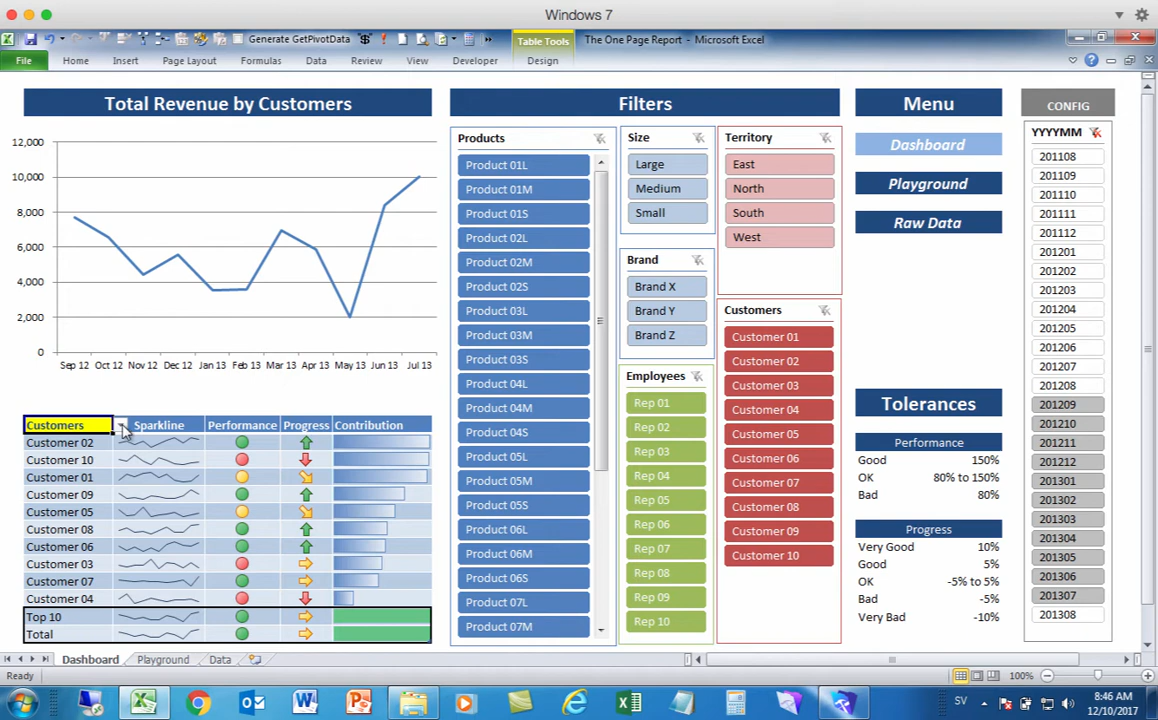 Windows 7
Generate GetPivotData
Table Tools
The One Page Report - Microsoft Excel
File
Home
Insert
Page Layout
Formulas
Data
Review
View
Developer
Design
Total Revenue by Customers
12,000
10,000
8,000
6,000
4,000
2,000
0
Sep 12 Oct 12 Nov 12 Dec 12 Jan 13 Feb 13 Mar 13 Apr 13 May 13 Jun 13 Jul 13
Customers Sparkline Performance Progress Contribution
Customer 02
Customer 10
Customer 01
Customer 09
Customer 05
Customer 08
Customer 06
Customer 03
Customer 07
Customer 04
Top 10
Total
Filters
Products
Product 01L
Product 01M
Product 01S
Product 02L
Product 02M
Product 02S
Product 03L
Product 03M
Product 03S
Product 04L
Product 04M
Product 04S
Product 05L
Product 05M
Product 05S
Product 06L
Product 06M
Product 06S
Product 07L
Product 07M
Size
Large
Medium
Small
Brand
Brand X
Brand Y
Brand Z
Employees
Rep 01
Rep 02
Rep 03
Rep 04
Rep 05
Rep 06
Rep 07
Rep 08
Rep 09
Rep 10
Territory
East
North
South
West
Customers
Customer 01
Customer 02
Customer 03
Customer 04
Customer 05
Customer 06
Customer 07
Customer 08
Customer 09
Customer 10
Menu
Dashboard
Playground
Raw Data
Tolerances
Performance
Good 150%
OK 80% to 150%
Bad 80%
Progress
Very Good 10%
Good 5%
OK -5% to 5%
Bad -5%
Very Bad -10%
CONFIG
YYYYMM
201108
201109
201110
201111
201112
201201
201202
201203
201204
201205
201206
201207
201208
201209
201210
201211
201212
201301
201302
201303
201304
201305
201306
201307
201308
Dashboard
Playground
Data
Ready
100%
SV
8:46 AM
12/10/2017